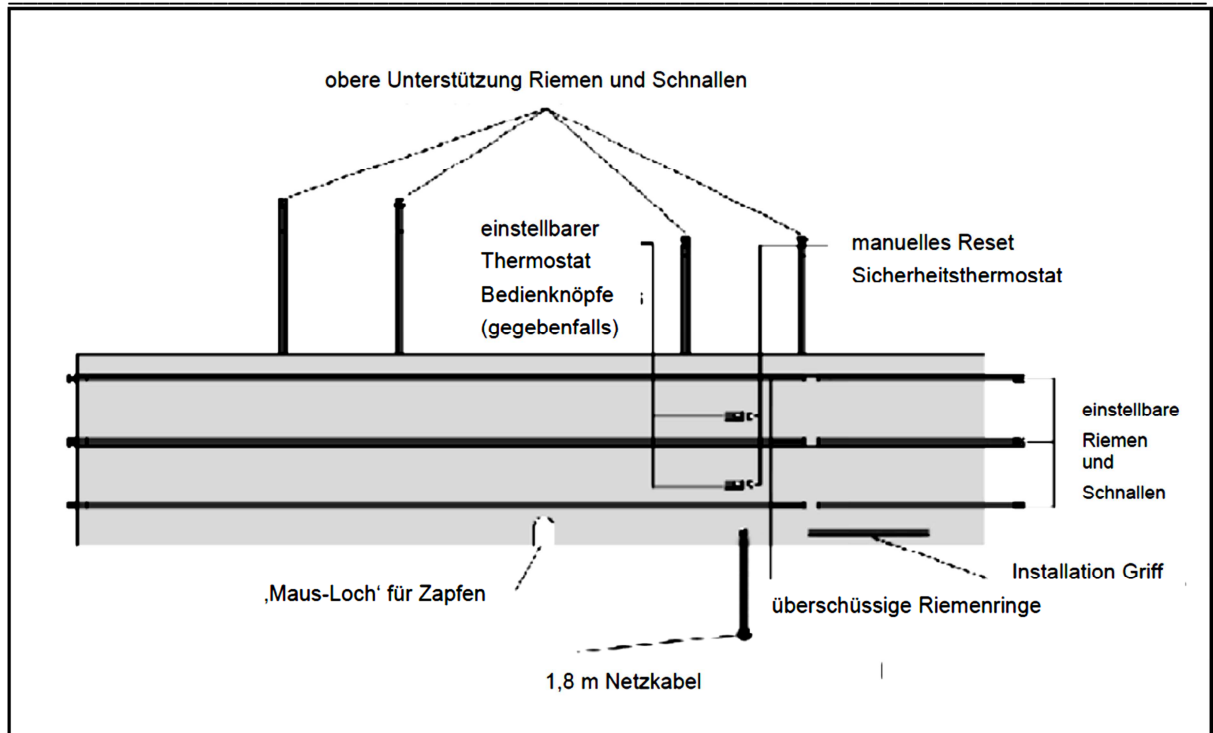 obere Unterstützung Riemen und Schnallen
einstellbarer
Thermostat
Bedienknöpfe
(gegebenfalls)
manuelles Reset
Sicherheitsthermostat
einstellbare
Riemen
und
Schnallen
‚Maus-Loch‘ für Zapfen
Installation Griff
überschüssige Riemenringe
1,8 m Netzkabel